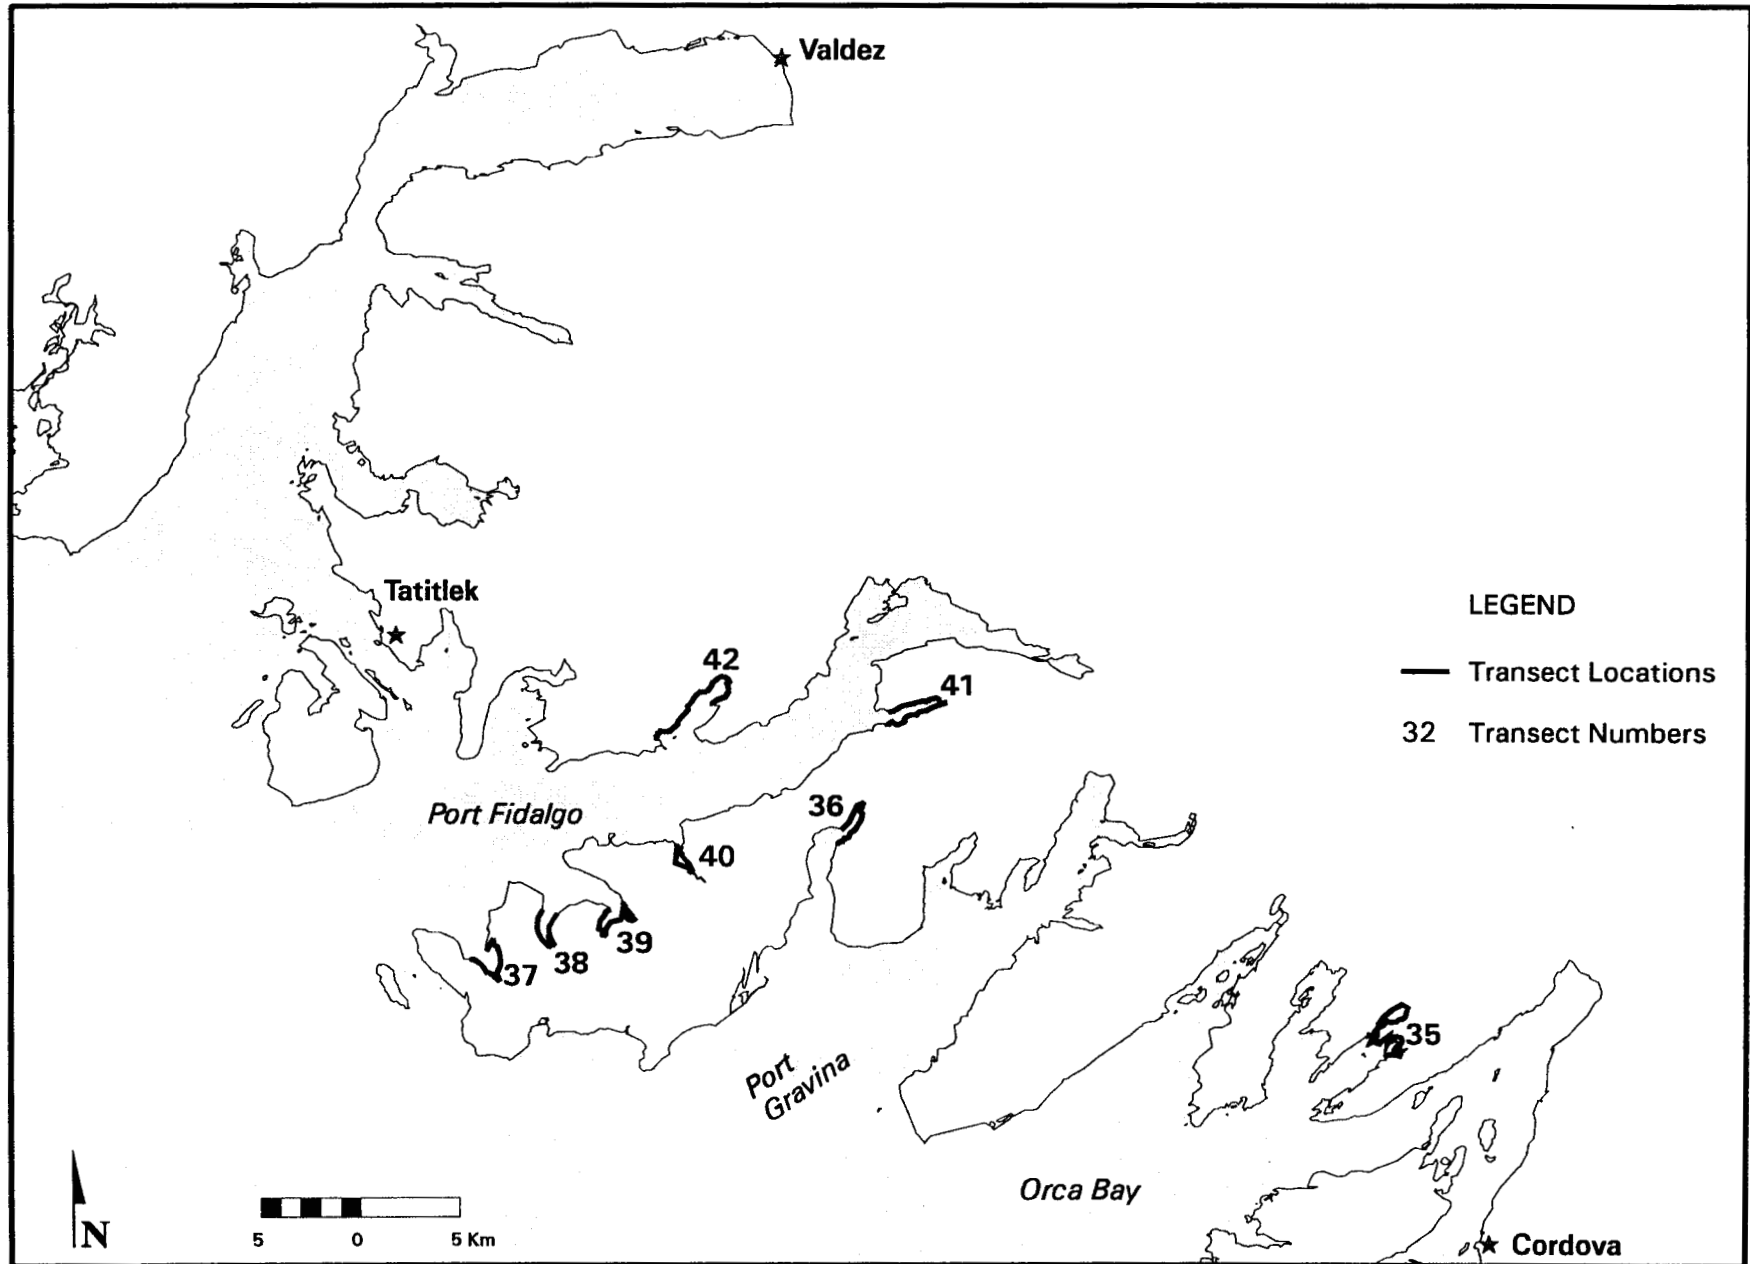 Valdez
Tatitlek
LEGEND
42
Transect Locations
41
32 Transect Numbers
Port Fidalgo
36
40
39
38
37
35
Port
Gravina
Orca Bay
N
5 0 5 Km
Cordova